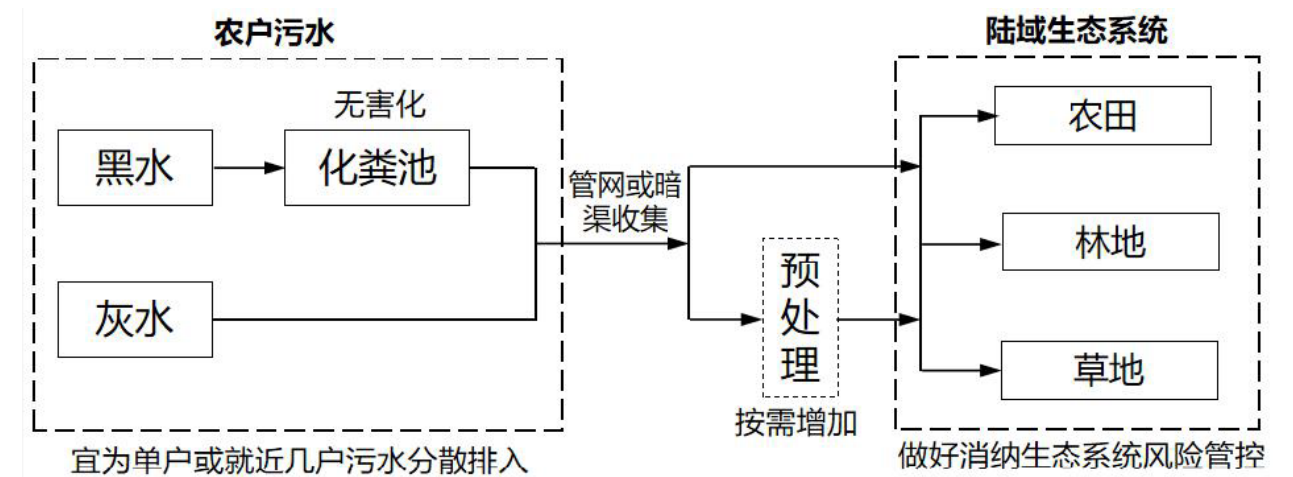 农户污水
陆域生态系统
无害化
黑水
化粪池
灰水
管网或暗
渠收集
预
处
理
按需增加
农田
林地
草地
宜为单户或就近几户污水分散排入
做好消纳生态系统风险管控